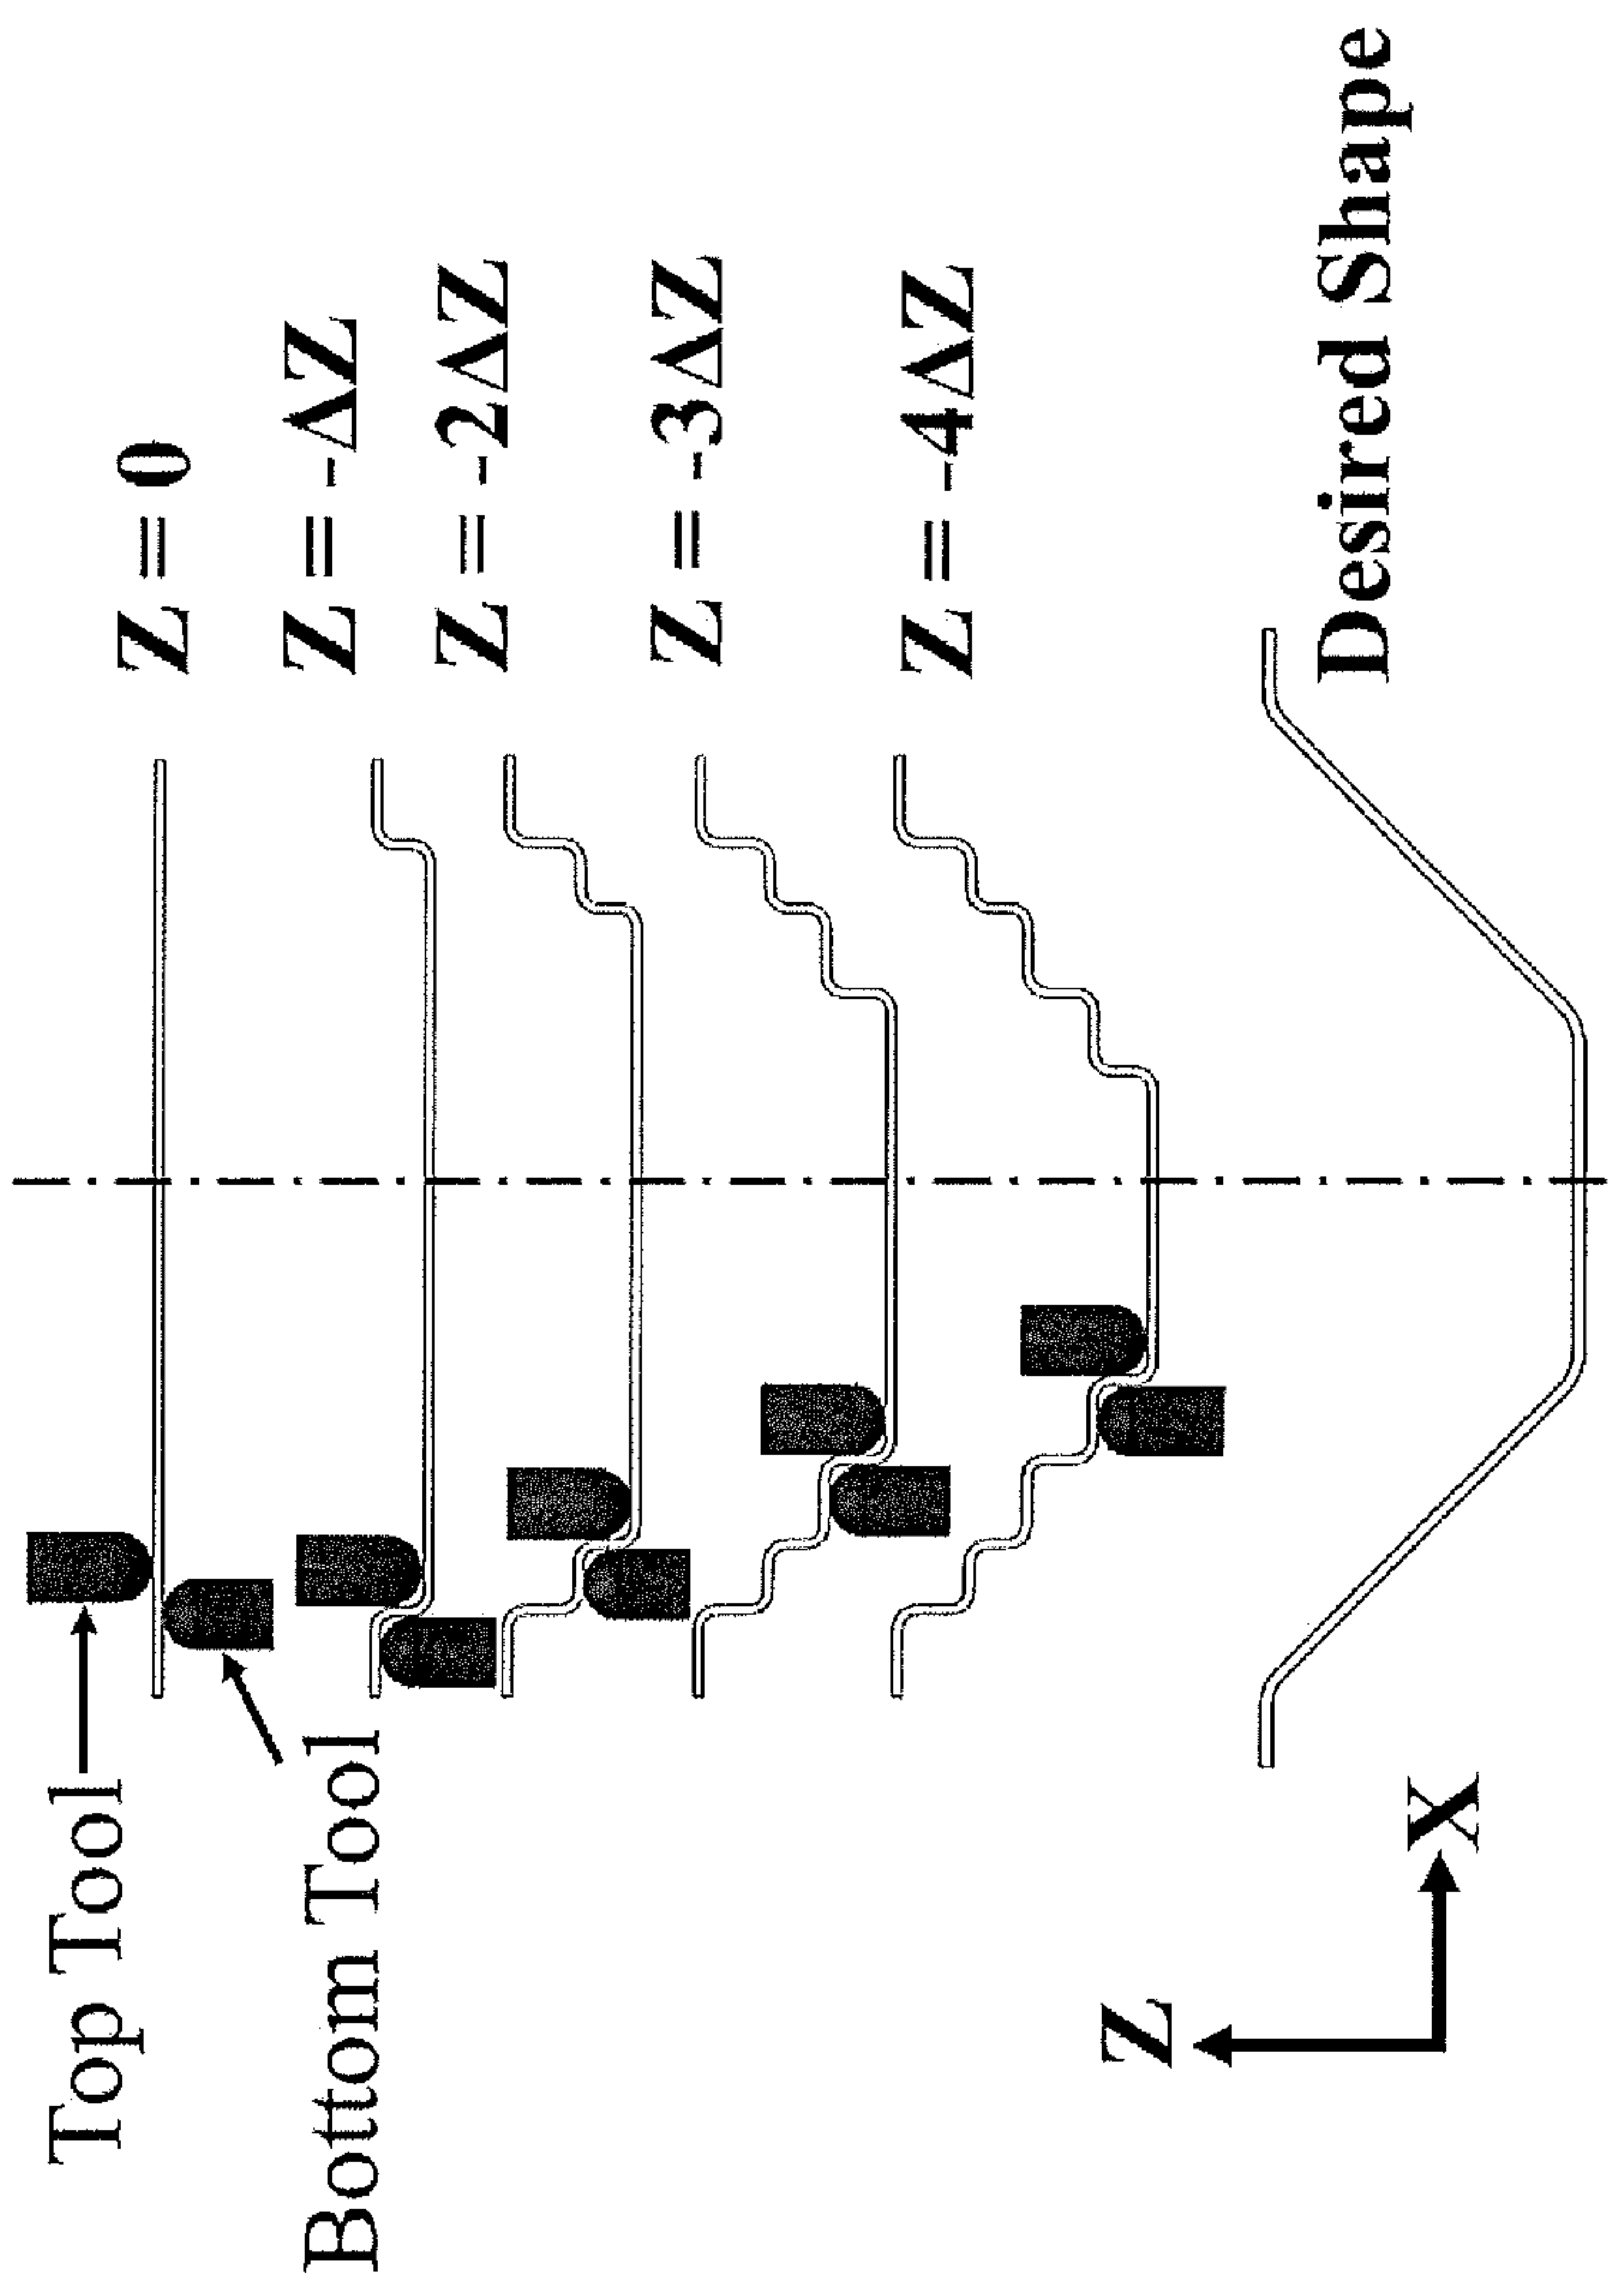 Top Tool
Bottom Tool
Z = 0
Z = -ΔZ
Z = -2ΔZ
Z = -3ΔZ
Z = -4ΔZ
Desired Shape
Z
X